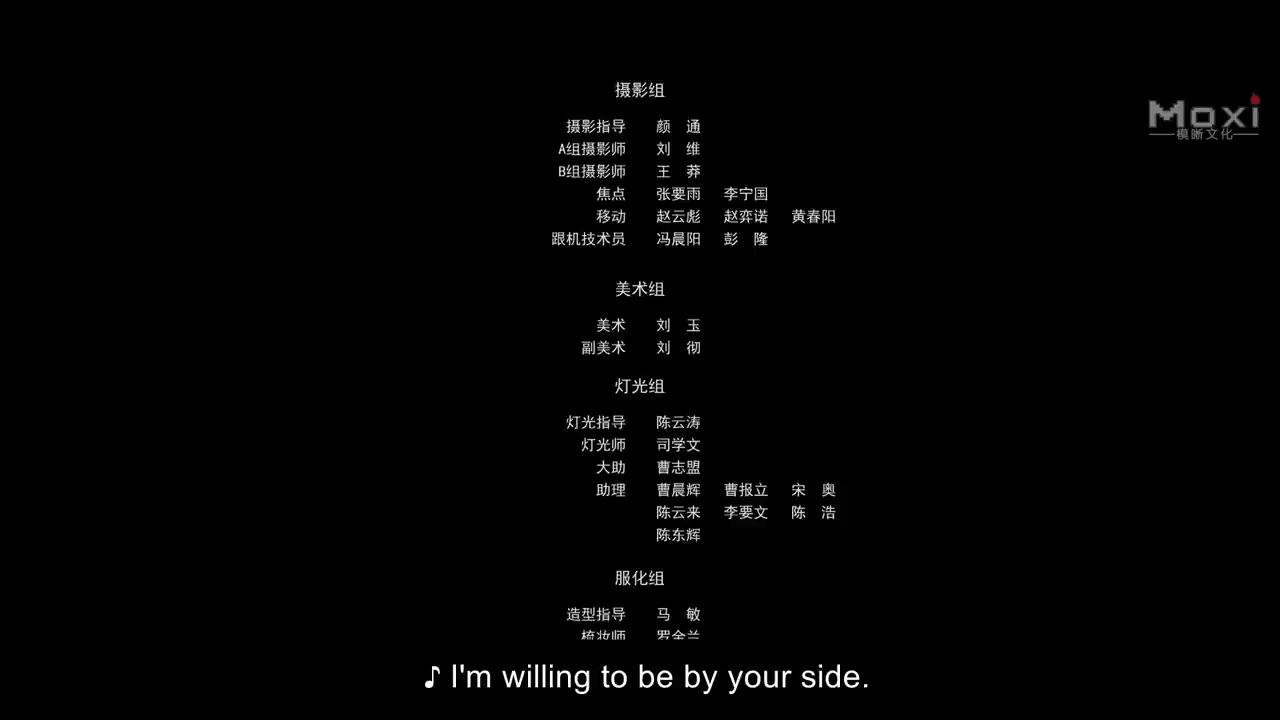 摄影组
摄影指导 颜 通
A组摄影师 刘 维
B组摄影师 王 莽
焦点 张要雨 李宁国
移动 赵云彪 赵弈诺 黄春阳
跟机技术员 冯晨阳 彭 隆
Moxi
模晰文化
美术组
美术 刘 玉
副美术 刘 彻
灯光组
灯光指导 陈云涛
灯光师 司学文
大助 曹志盟
助理 曹晨辉 曹报立 宋 奥
陈云来 李要文 陈 浩
陈东辉
服化组
造型指导 马 敏
梳妆师 罗金兰
♪ I'm willing to be by your side.